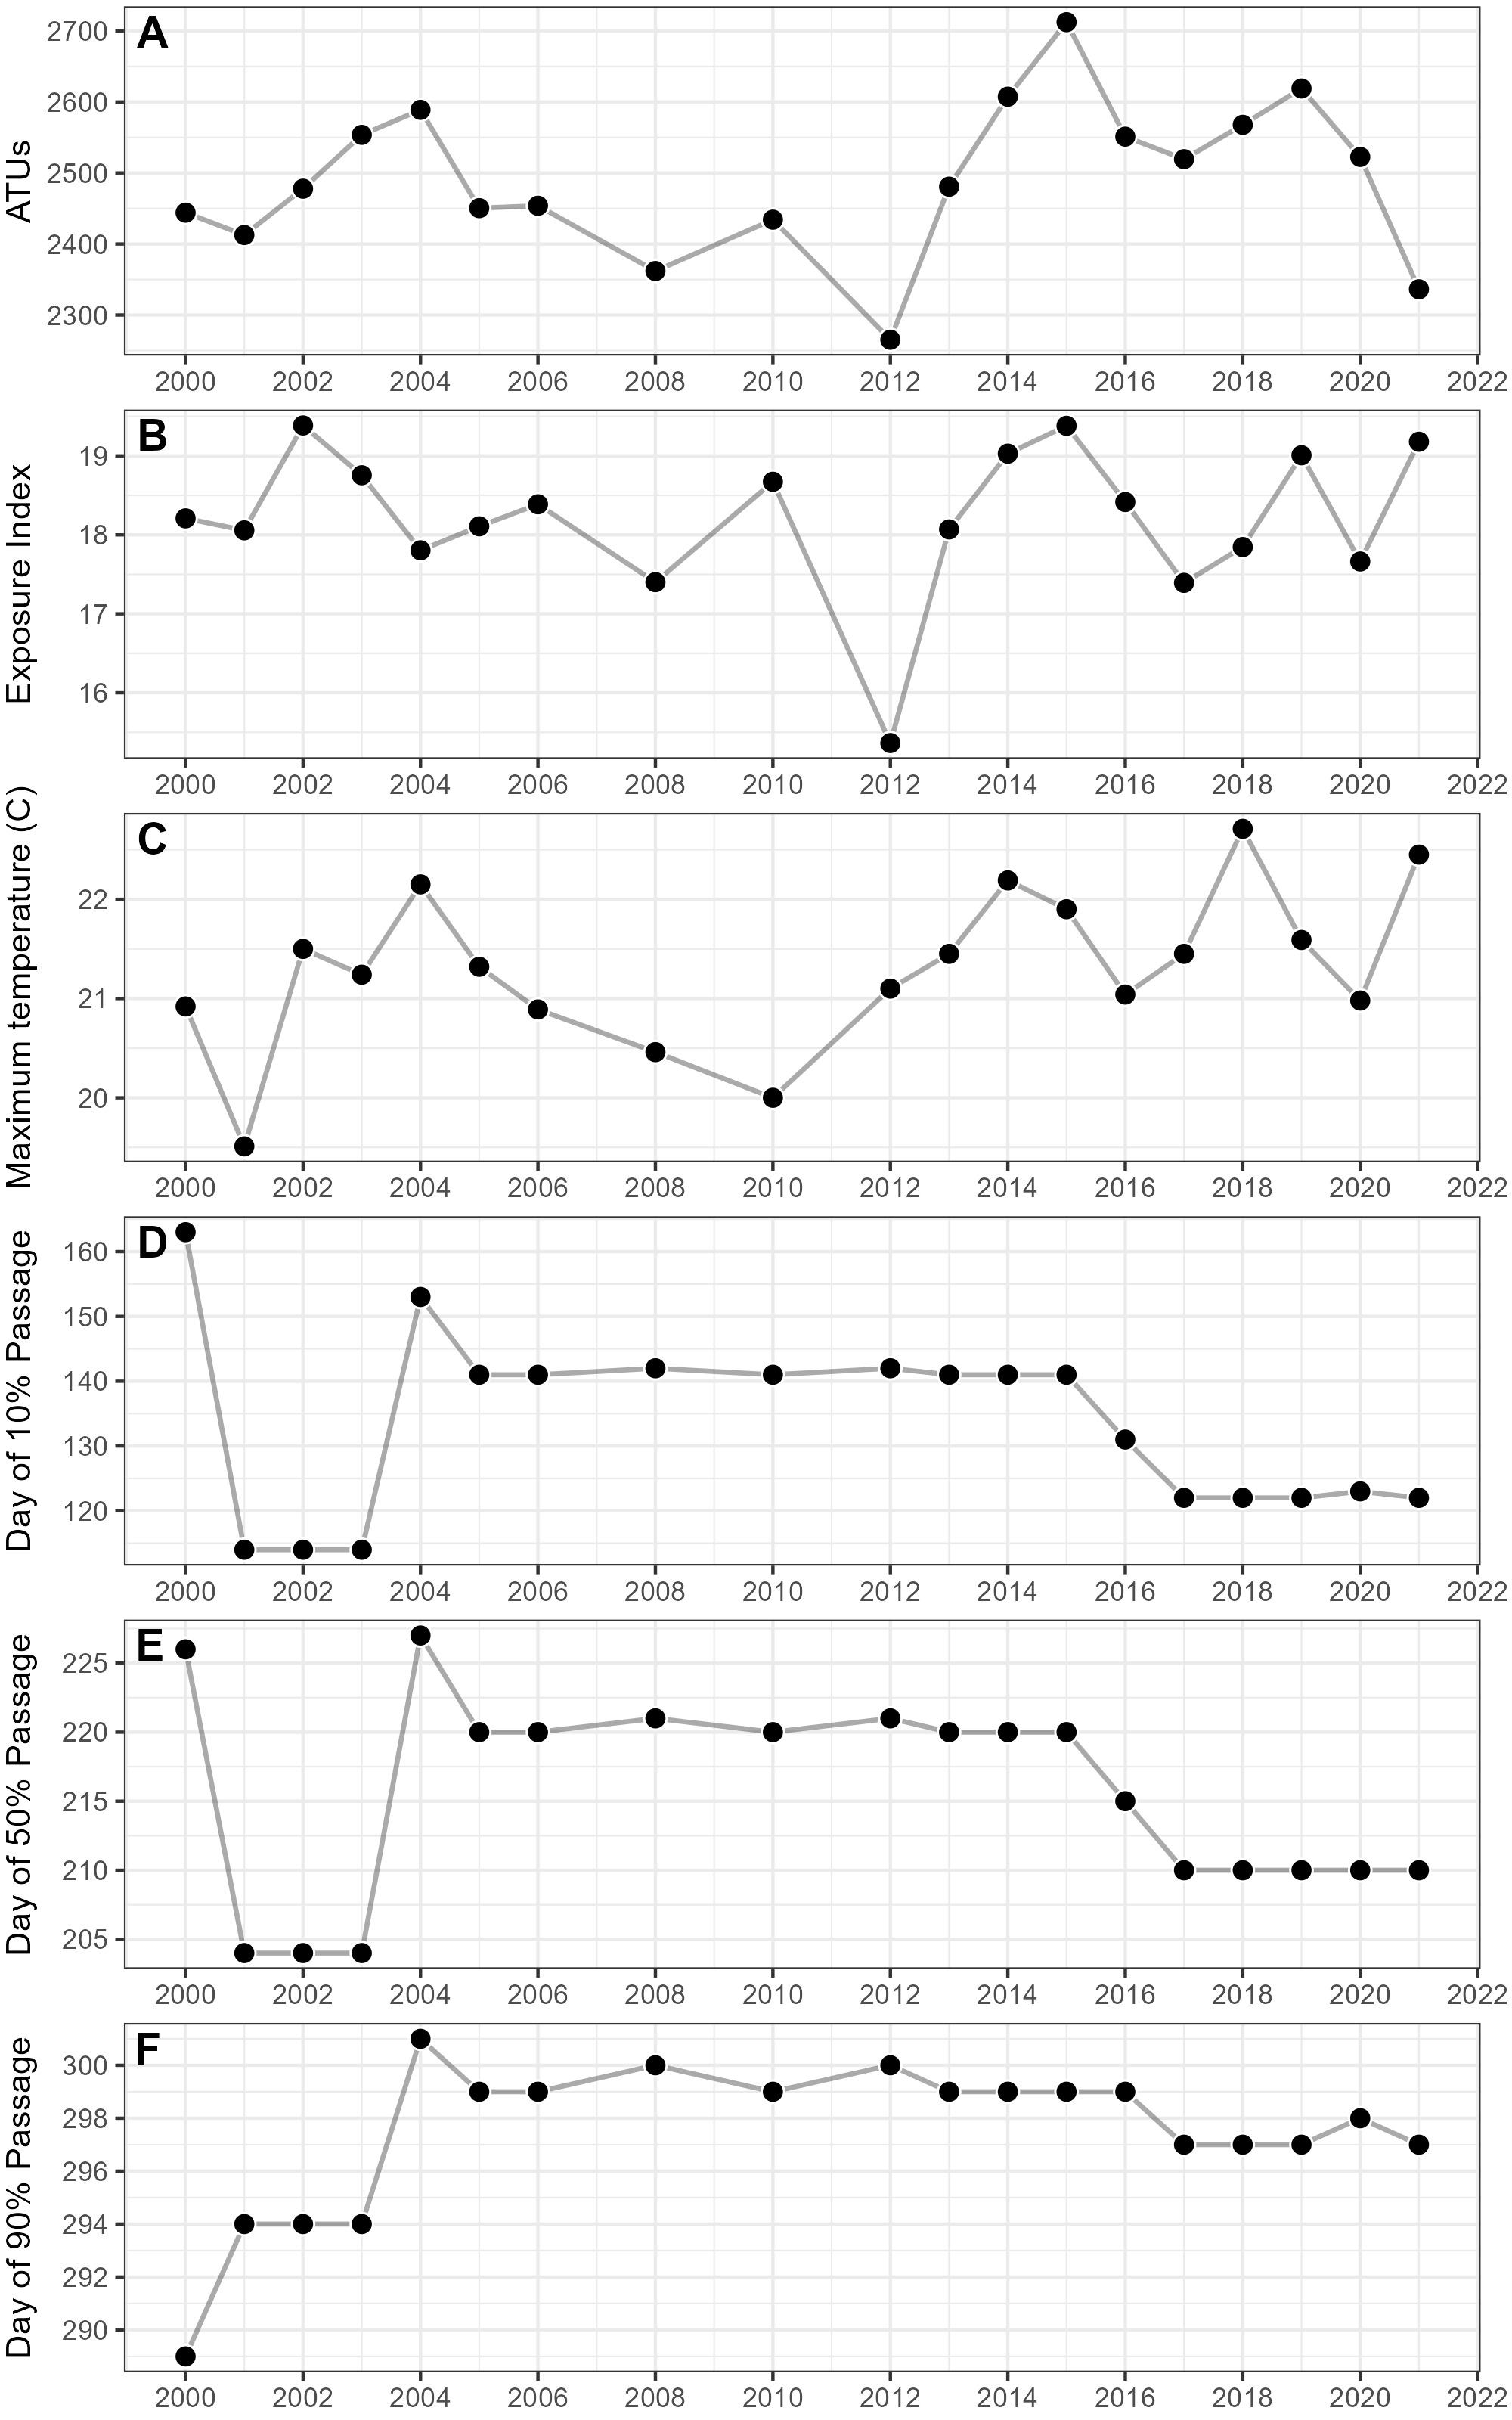 A
ATUs
2700
2600
2500
2400
2300
2000 2002 2004 2006 2008 2010 2012 2014 2016 2018 2020 2022
B
Exposure Index
19
18
17
16
2000 2002 2004 2006 2008 2010 2012 2014 2016 2018 2020 2022
C
Maximum temperature (C)
22
21
20
2000 2002 2004 2006 2008 2010 2012 2014 2016 2018 2020 2022
D
Day of 10% Passage
160
150
140
130
120
2000 2002 2004 2006 2008 2010 2012 2014 2016 2018 2020 2022
E
Day of 50% Passage
225
220
215
210
205
2000 2002 2004 2006 2008 2010 2012 2014 2016 2018 2020 2022
F
Day of 90% Passage
300
298
296
294
292
290
2000 2002 2004 2006 2008 2010 2012 2014 2016 2018 2020 2022